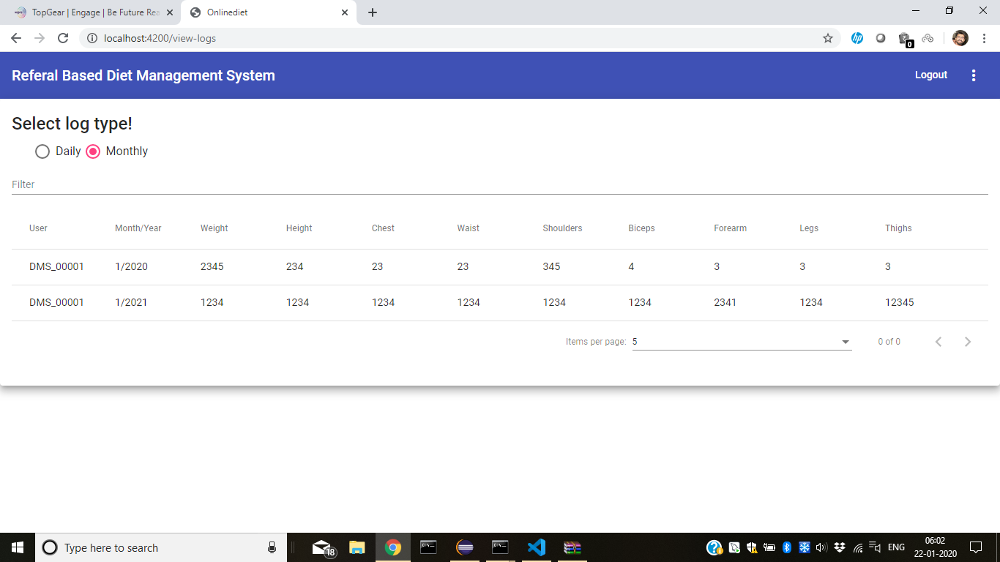 TopGear | Engage | Be Future Rea
Onlinediet
localhost:4200/view-logs
0
Referal Based Diet Management System
Logout
Select log type!
Daily Monthly
Filter
User Month/Year Weight Height Chest Waist Shoulders Biceps Forearm Legs Thighs
DMS_00001 1/2020 2345 234 23 23 345 4 3 3 3
DMS_00001 1/2021 1234 1234 1234 1234 1234 1234 2341 1234 12345
Items per page: 5 0 of 0
Type here to search
18
ENG
06:02
22-01-2020